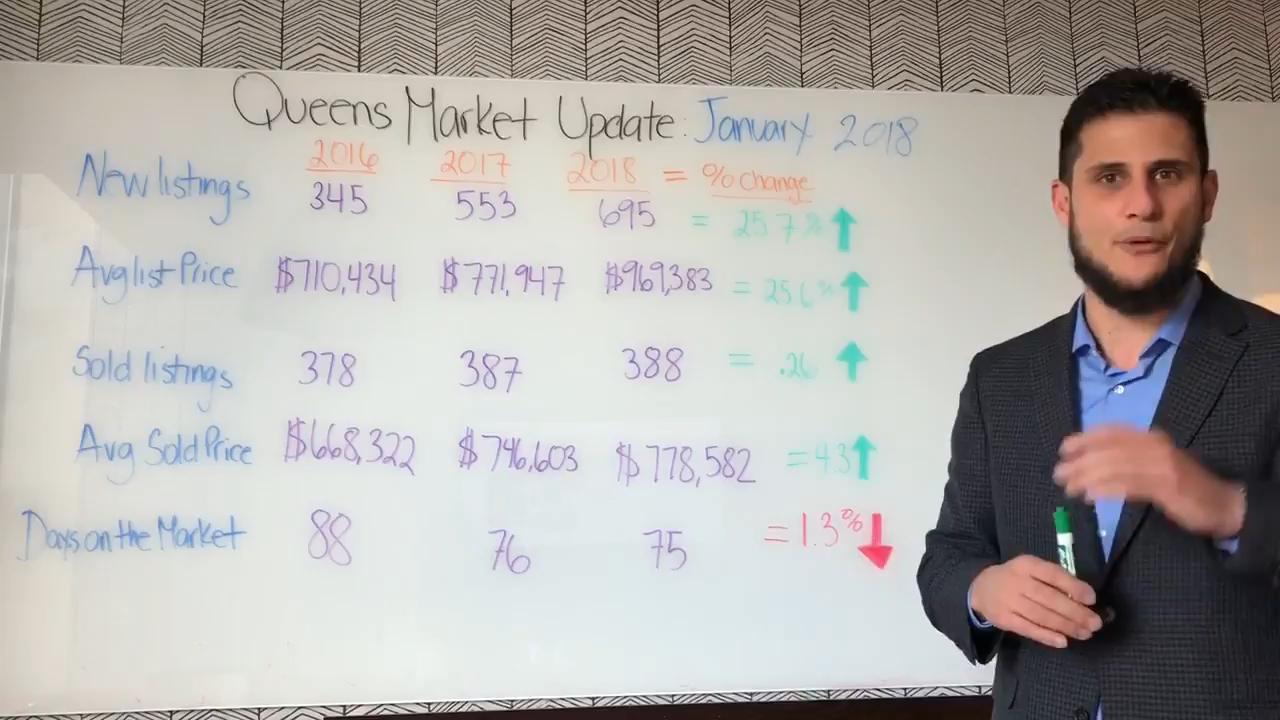 Queens Market Update: January 2018
2016 2017 2018 = % change
New listings 345 553 695 = 25.7% ↑
Avg list Price $710,434 $771,947 $969,383 = 25.6% ↑
Sold listings 378 387 388 = .26 ↑
Avg Sold Price $668,322 $746,603 $778,582 = 4.3 ↑
Days on the Market 88 76 75 = 1.3% ↓